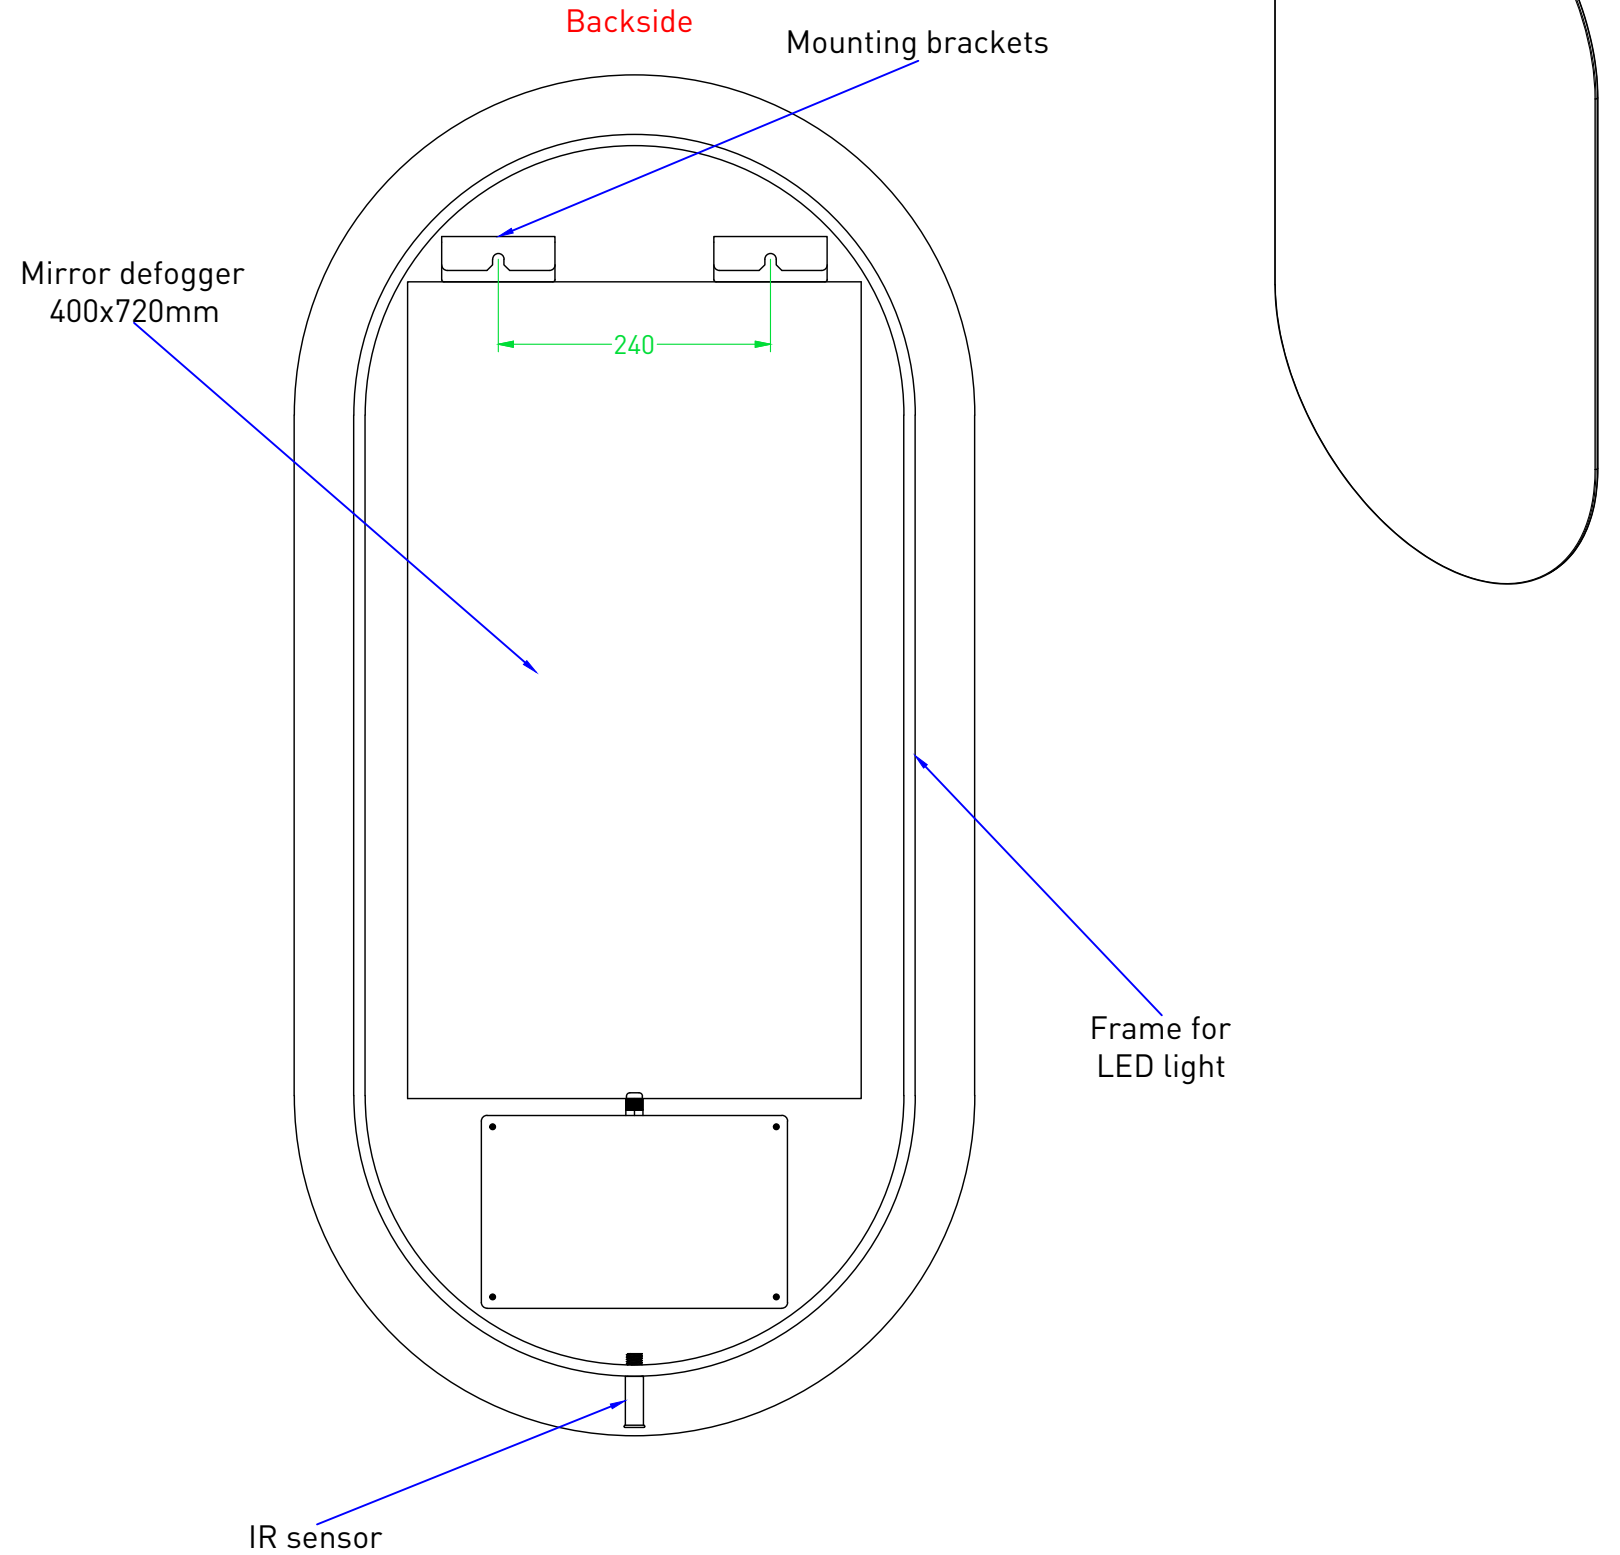 Backside
Mounting brackets
Mirror defogger
400x720mm
240
Frame for
LED light
IR sensor